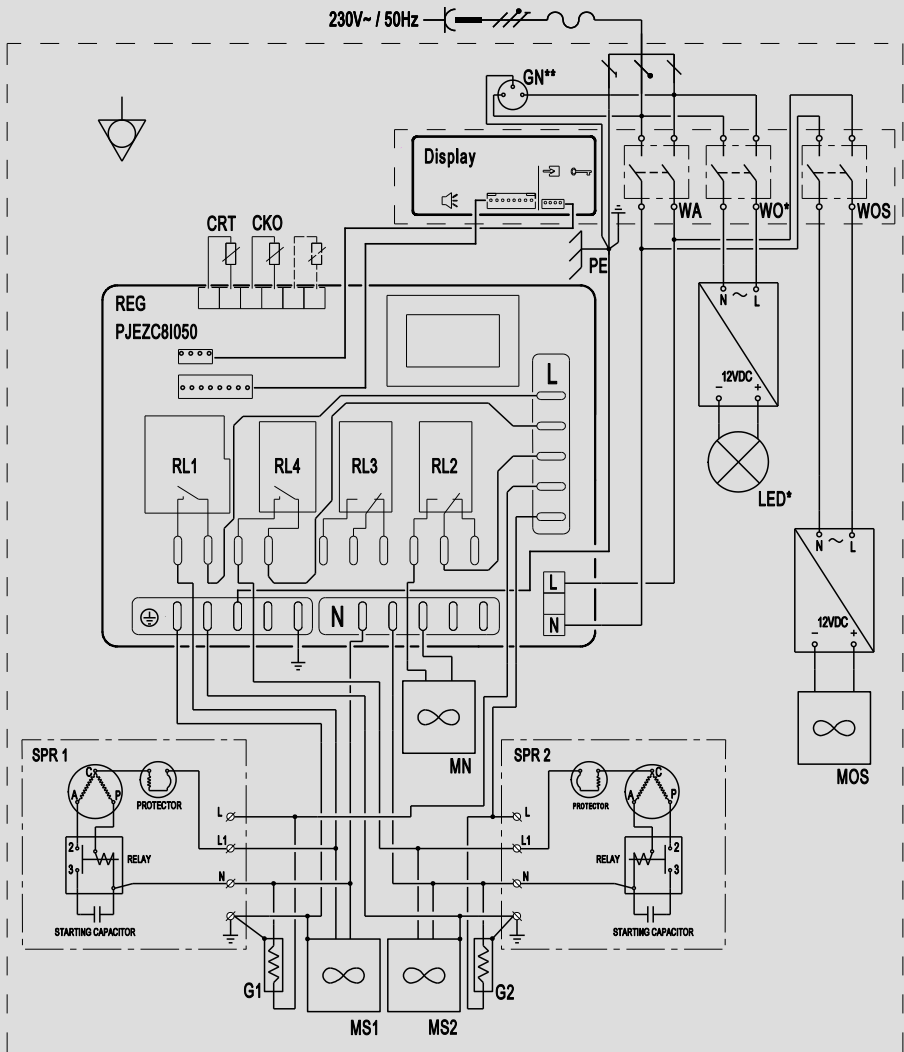 230V~ / 50Hz
GN**
Display
CRT CKO
WA WO* WOS
PE
REG
PJEZC8I050
N ~ L
L
12VDC
- +
RL1 RL4 RL3 RL2
LED*
N ~ L
L
N
N
12VDC
- +
MN
MOS
SPR 1
SPR 2
C
A P
PROTECTOR
C
A P
PROTECTOR
L
L
L1
L1
2
3
RELAY
RELAY
2
3
N
N
STARTING CAPACITOR
STARTING CAPACITOR
G1
G2
MS1
MS2